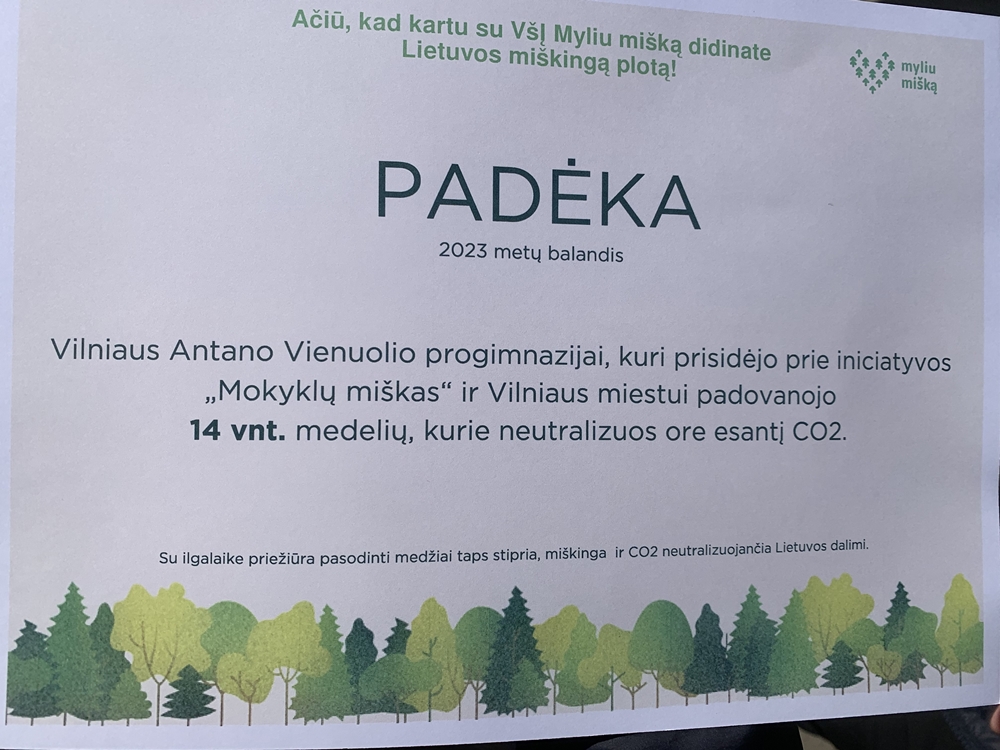 Ačiū, kad kartu su VšĮ Myliu mišką didinate
Lietuvos miškingą plotą!
myliu
mišką
PADĖKA
2023 metų balandis
Vilniaus Antano Vienuolio progimnazijai, kuri prisidėjo prie iniciatyvos
„Mokyklų miškas“ ir Vilniaus miestui padovanojo
14 vnt. medelių, kurie neutralizuos ore esantį CO2.
Su ilgalaike priežiūra pasodinti medžiai taps stipria, miškinga ir CO2 neutralizuojančia Lietuvos dalimi.